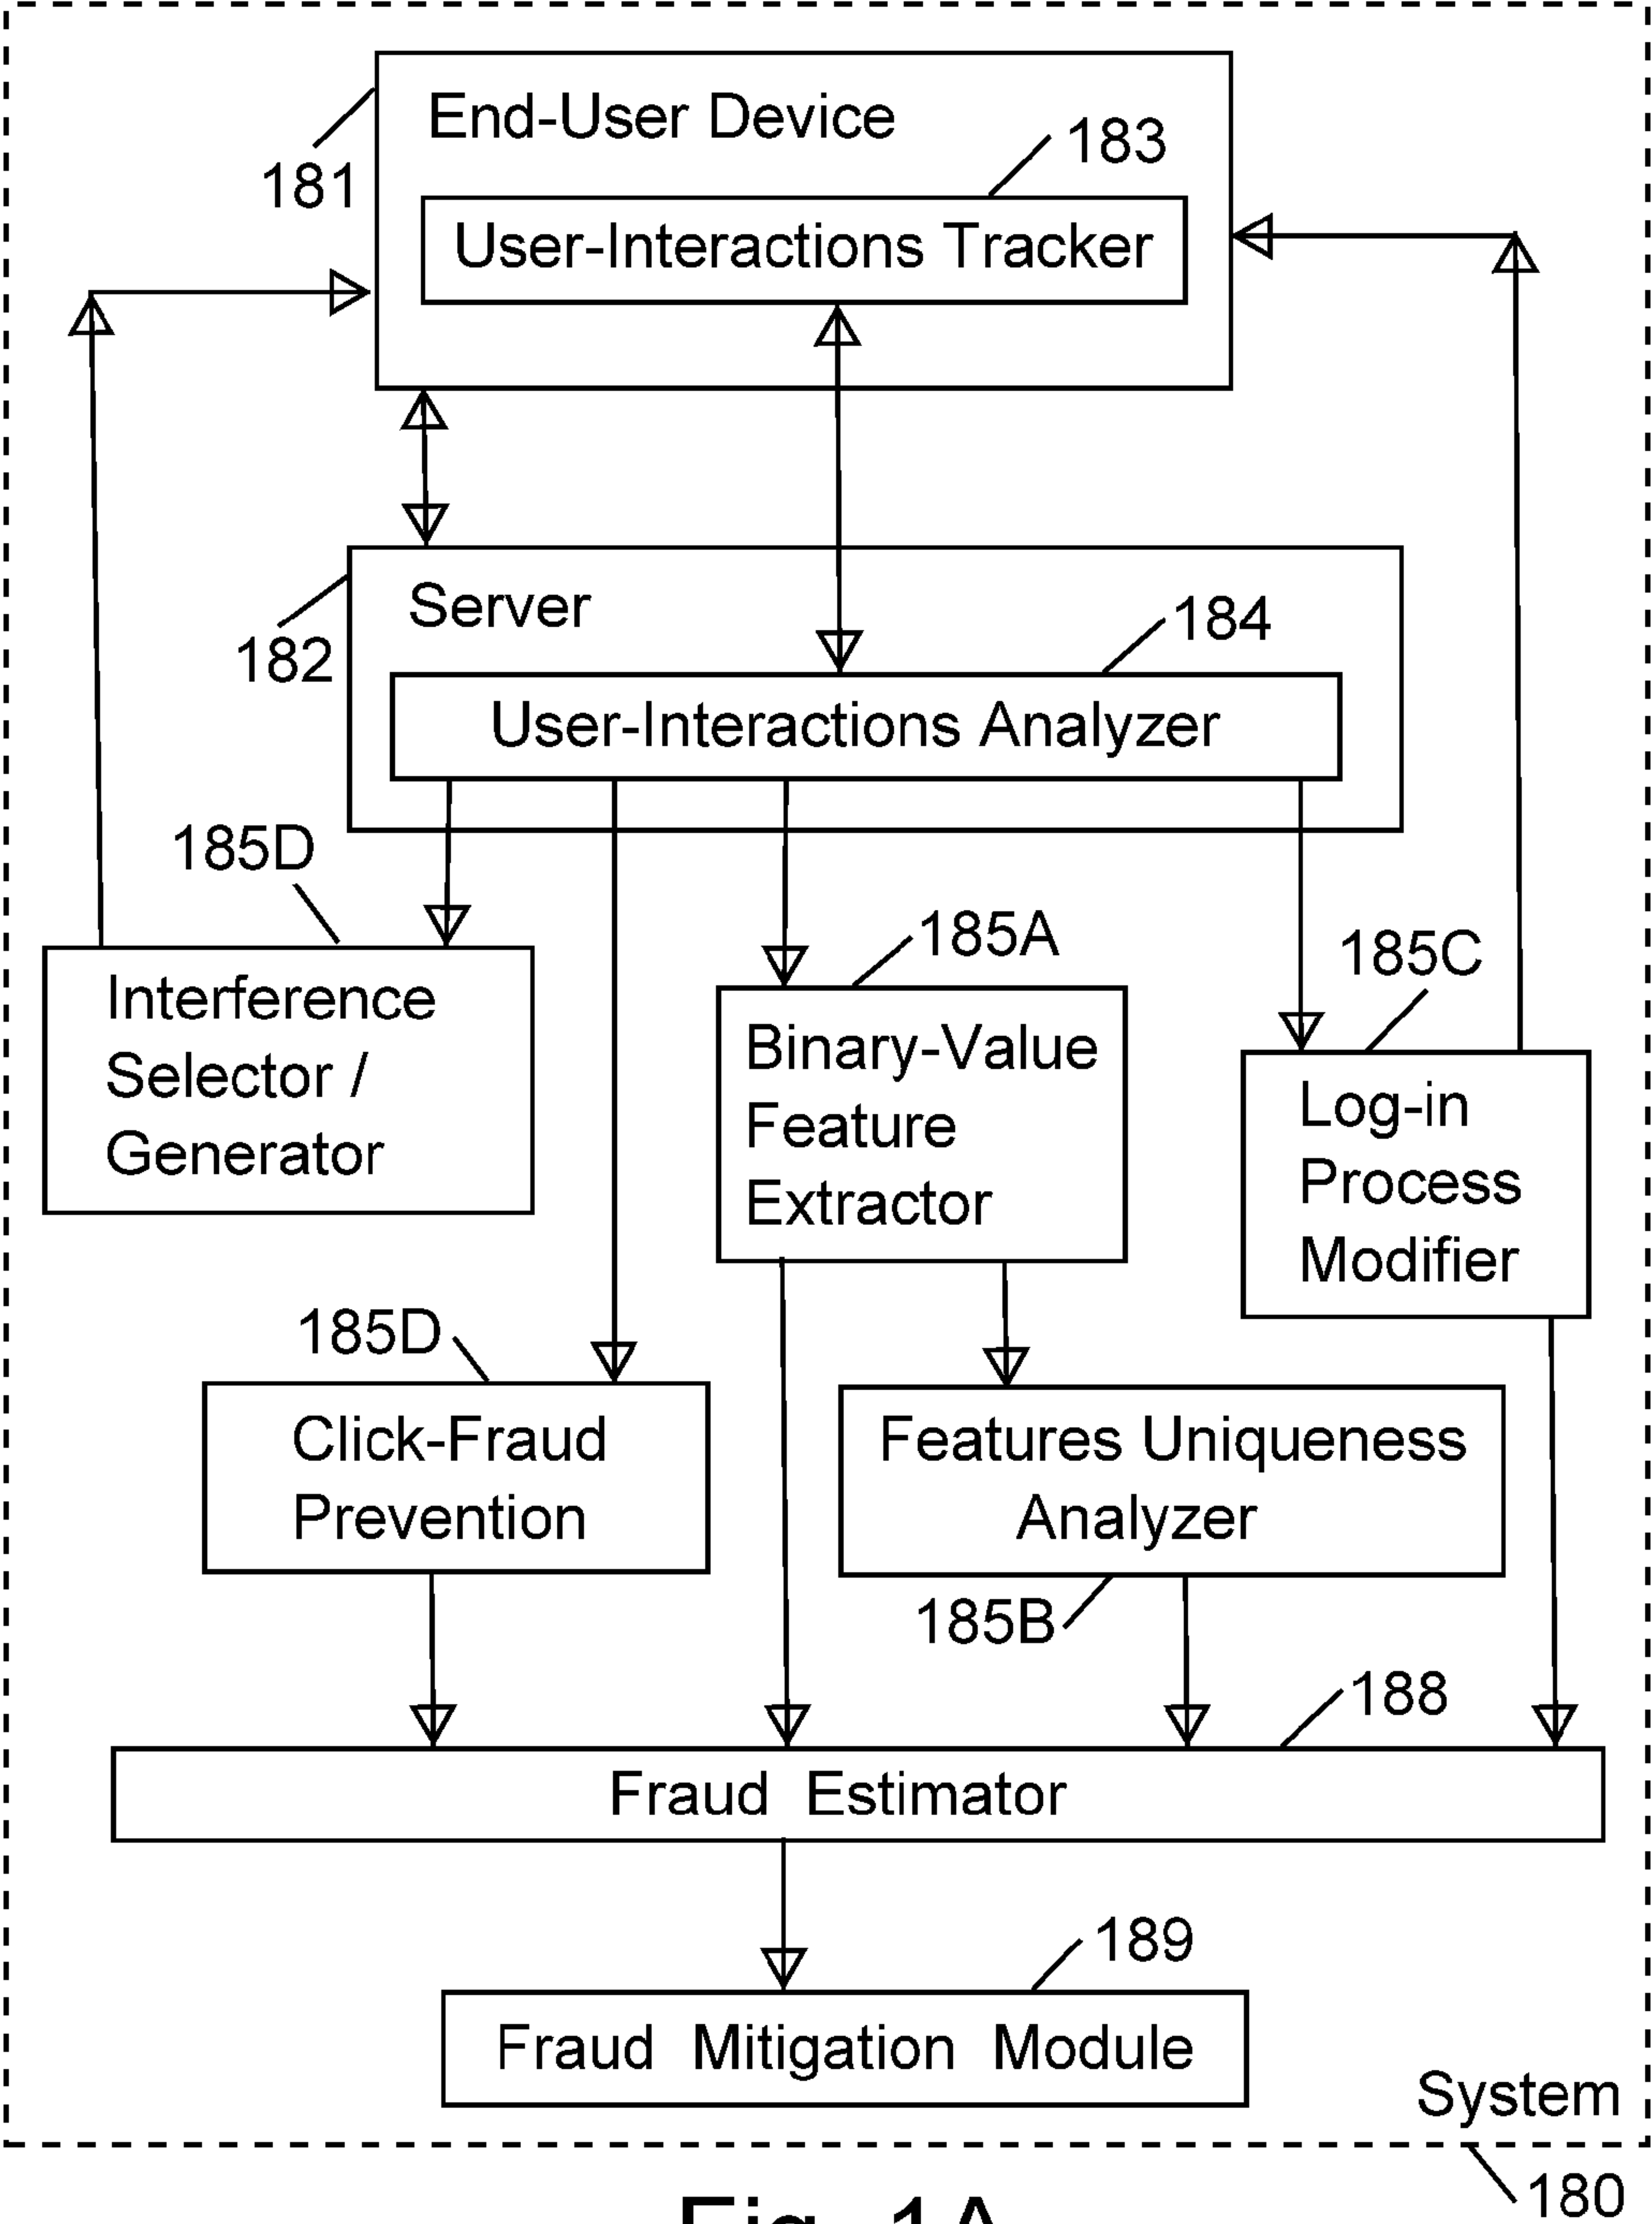 End-User Device
183
181
User-Interactions Tracker
Server
184
182
User-Interactions Analyzer
185D
185A
185C
Interference
Selector /
Generator
Binary-Value
Feature
Extractor
Log-in
Process
Modifier
185D
Click-Fraud
Prevention
Features Uniqueness
Analyzer
185B
188
Fraud Estimator
189
Fraud Mitigation Module
System
180
Fig. 1A